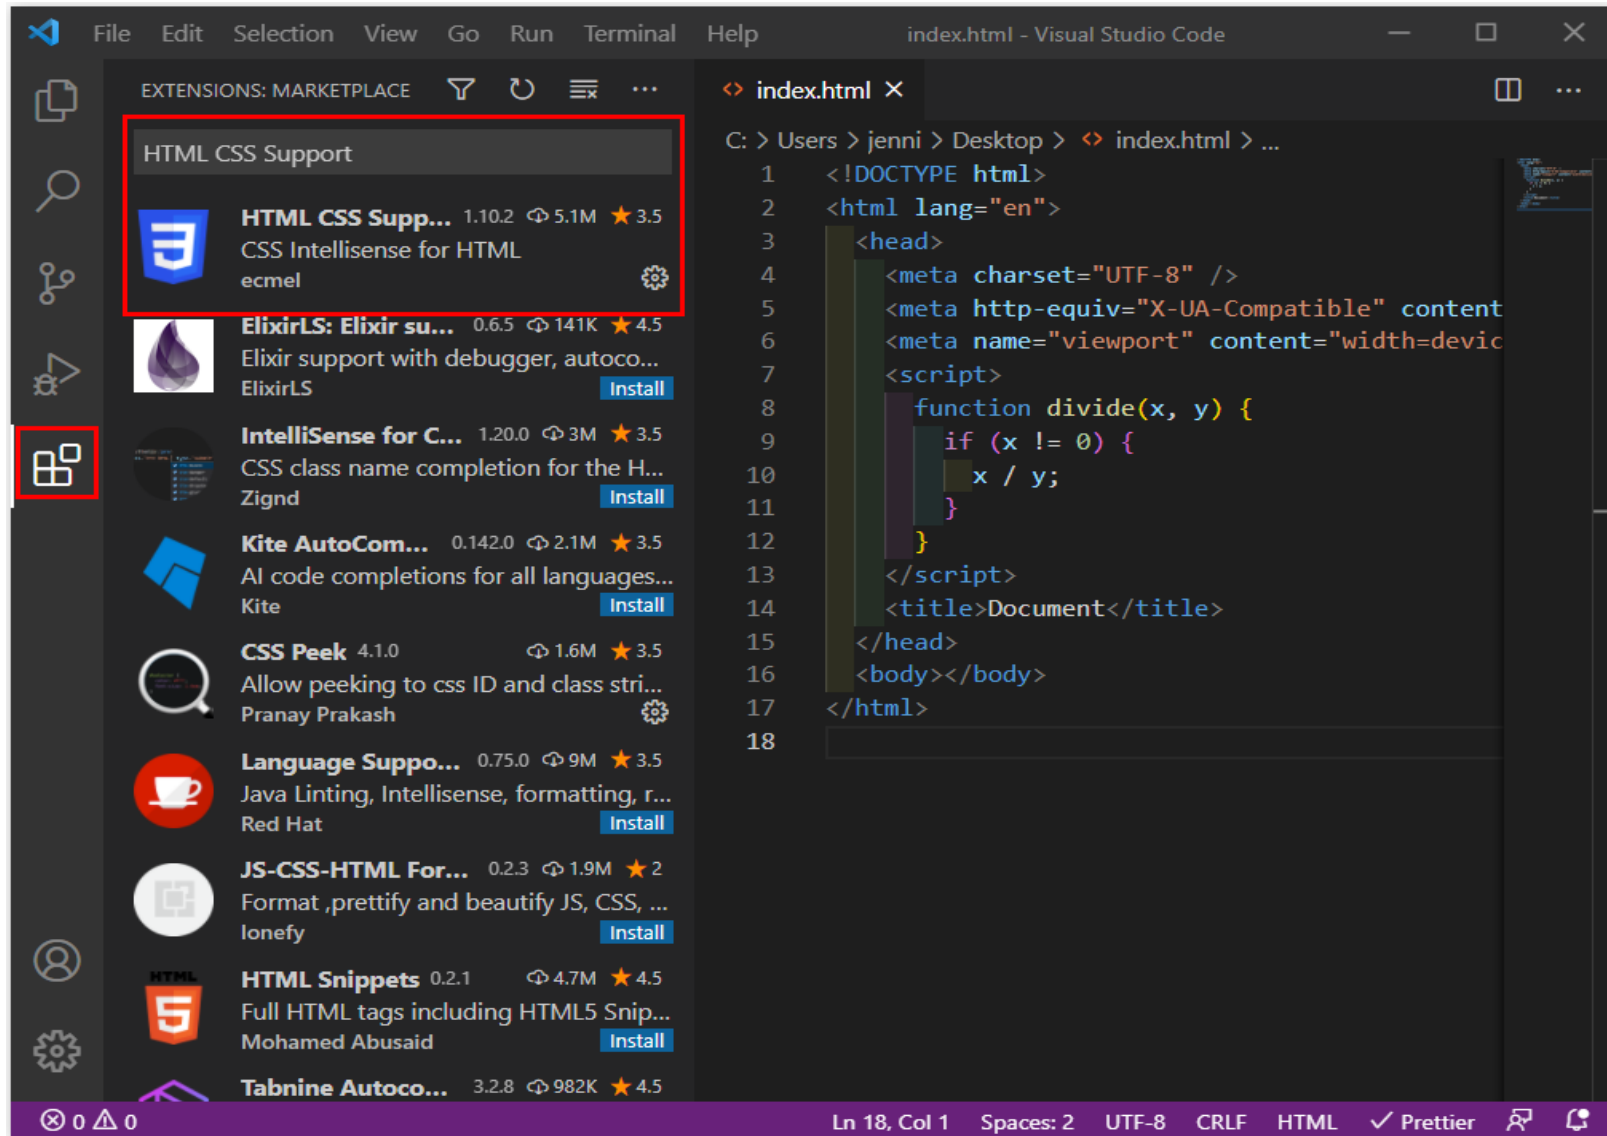 File Edit Selection View Go Run Terminal Help index.html - Visual Studio Code
EXTENSIONS: MARKETPLACE
HTML CSS Support
HTML CSS Supp... 1.10.2 5.1M 3.5
CSS Intellisense for HTML
ecmel
ElixirLS: Elixir su... 0.6.5 141K 4.5
Elixir support with debugger, autoco...
ElixirLS Install
IntelliSense for C... 1.20.0 3M 3.5
CSS class name completion for the H...
Zignd Install
Kite AutoCom... 0.142.0 2.1M 3.5
AI code completions for all languages...
Kite Install
CSS Peek 4.1.0 1.6M 3.5
Allow peeking to css ID and class stri...
Pranay Prakash
Language Suppo... 0.75.0 9M 3.5
Java Linting, Intellisense, formatting, r...
Red Hat Install
JS-CSS-HTML For... 0.2.3 1.9M 2
Format ,prettify and beautify JS, CSS, ...
lonefy Install
HTML
5
HTML Snippets 0.2.1 4.7M 4.5
Full HTML tags including HTML5 Snip...
Mohamed Abusaid Install
Tabnine Autoco... 3.2.8 982K 4.5
index.html
C: > Users > jenni > Desktop > index.html > ...
1 <!DOCTYPE html>
2 <html lang="en">
3 <head>
4 <meta charset="UTF-8" />
5 <meta http-equiv="X-UA-Compatible" content
6 <meta name="viewport" content="width=devic
7 <script>
8 function divide(x, y) {
9 if (x != 0) {
10 x / y;
11 }
12 }
13 </script>
14 <title>Document</title>
15 </head>
16 <body></body>
17 </html>
18
0 0 Ln 18, Col 1 Spaces: 2 UTF-8 CRLF HTML Prettier